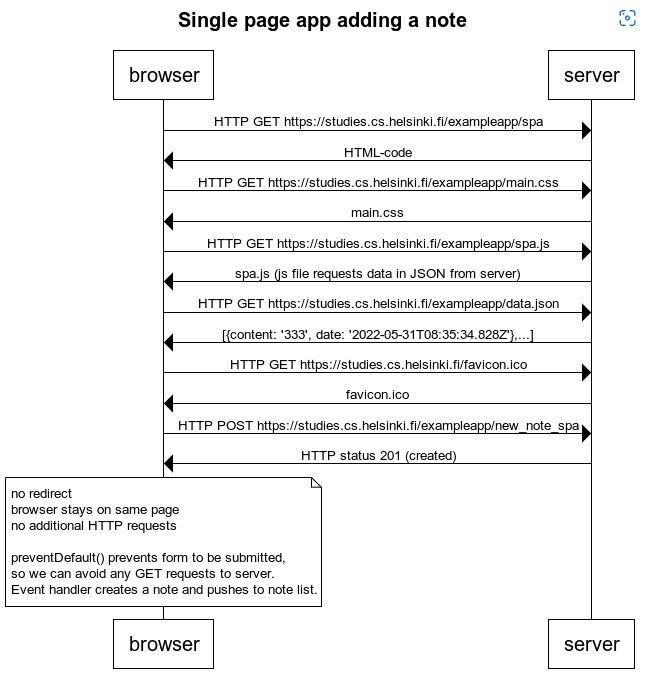 Single page app adding a note
browser
server
HTTP GET https://studies.cs.helsinki.fi/exampleapp/spa
HTML-code
HTTP GET https://studies.cs.helsinki.fi/exampleapp/main.css
main.css
HTTP GET https://studies.cs.helsinki.fi/exampleapp/spa.js
spa.js (js file requests data in JSON from server)
HTTP GET https://studies.cs.helsinki.fi/exampleapp/data.json
[{content: '333', date: '2022-05-31T08:35:34.828Z'},...]
HTTP GET https://studies.cs.helsinki.fi/favicon.ico
favicon.ico
HTTP POST https://studies.cs.helsinki.fi/exampleapp/new_note_spa
HTTP status 201 (created)
no redirect
browser stays on same page
no additional HTTP requests
preventDefault() prevents form to be submitted,
so we can avoid any GET requests to server.
Event handler creates a note and pushes to note list.
browser
server